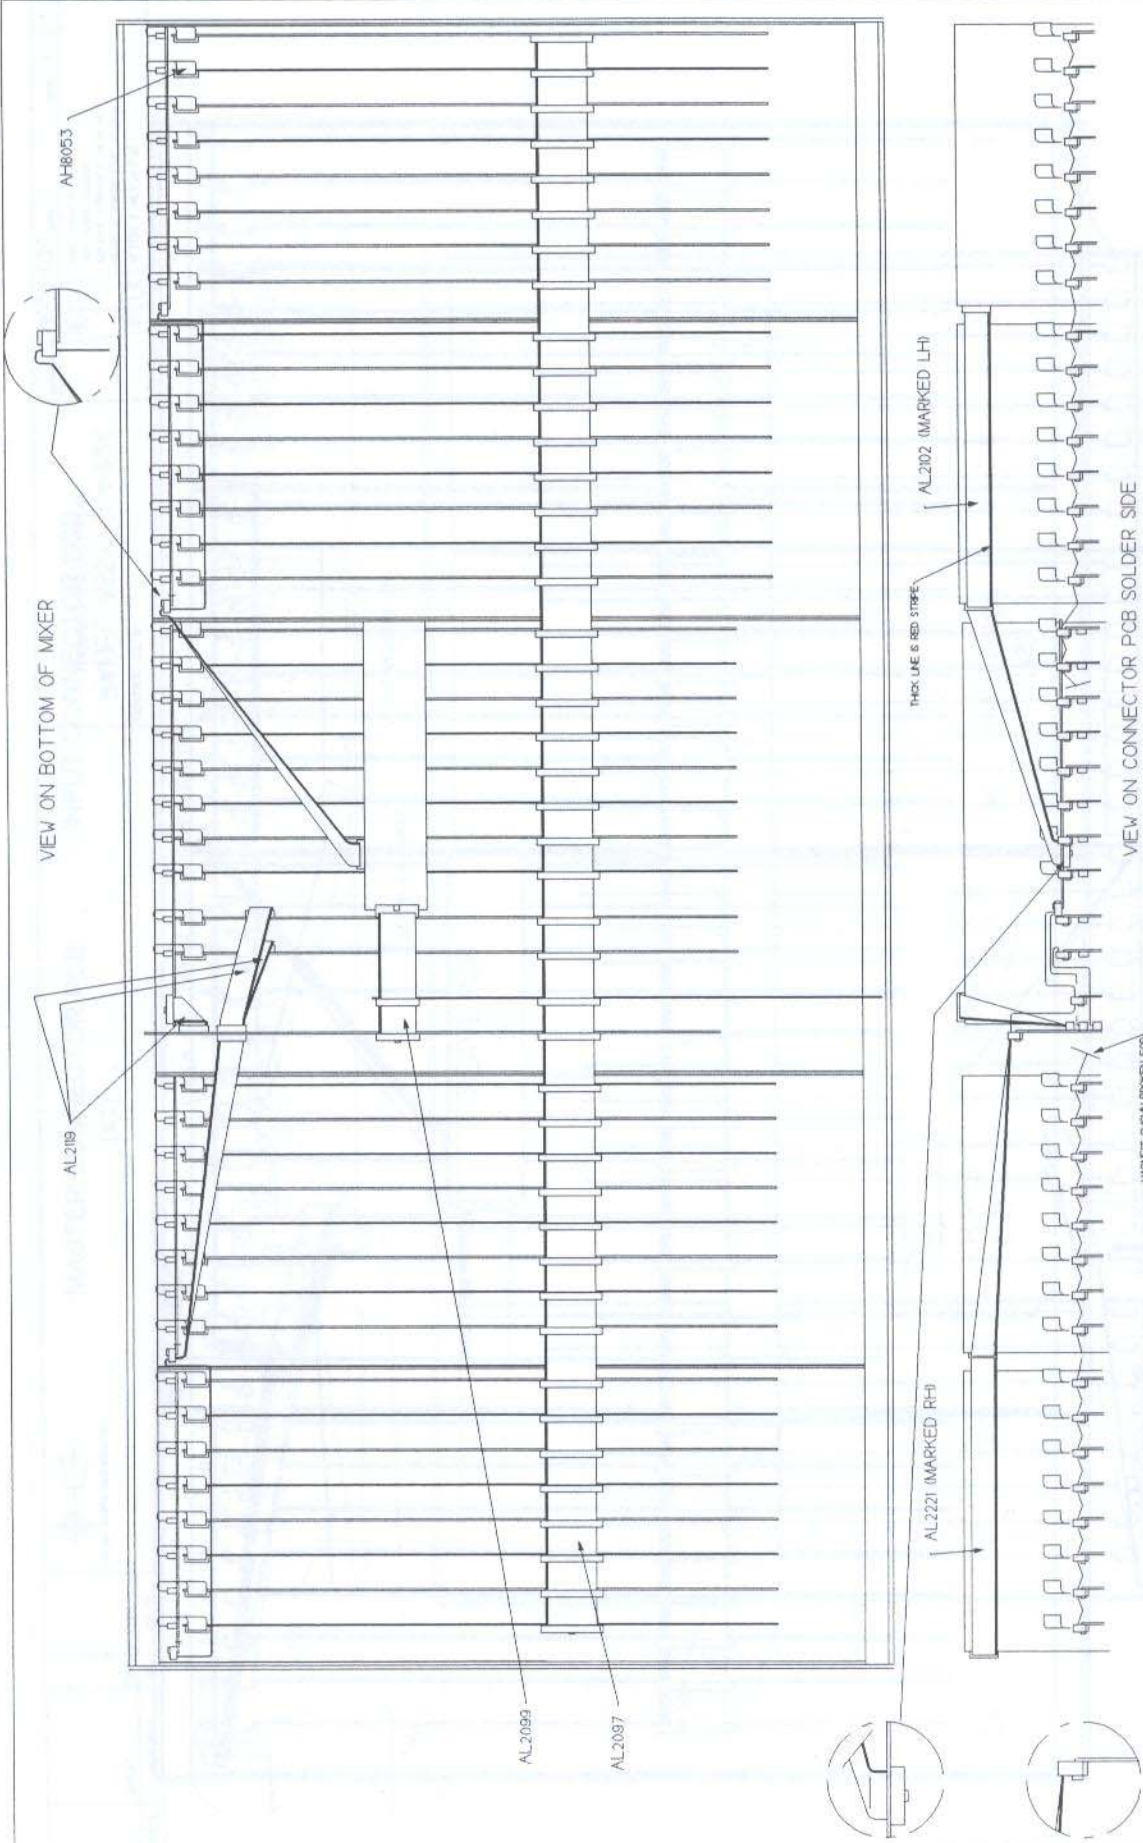 VIEW ON BOTTOM OF MIXER
AH8053
AL2119
AL2099
AL2097
AL2102 (MARKED LH)
THICK LINE IS RED STRIPE
AL2221 (MARKED RH)
VIEW ON CONNECTOR PCB SOLDER SIDE